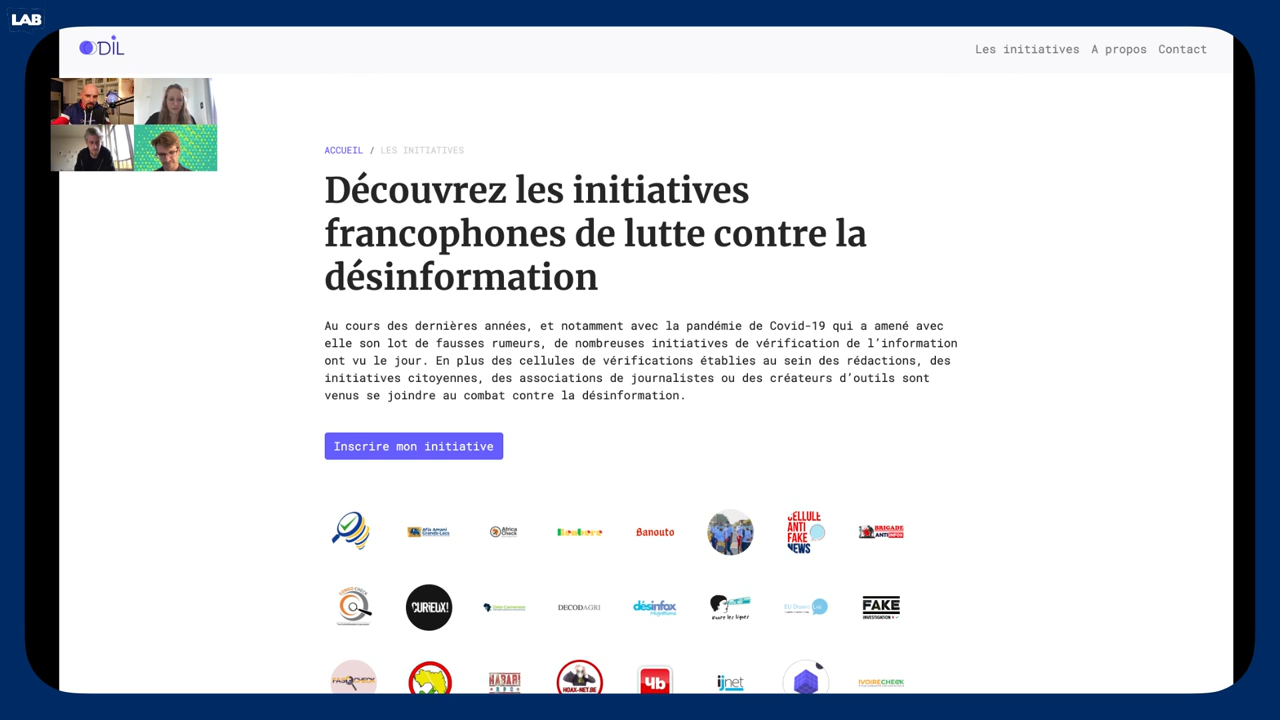 LAB
ODIL
Les initiatives A propos Contact
ACCUEIL / LES INITIATIVES
Découvrez les initiatives
francophones de lutte contre la
désinformation
Au cours des dernières années, et notamment avec la pandémie de Covid-19 qui a amené avec
elle son lot de fausses rumeurs, de nombreuses initiatives de vérification de l’information
ont vu le jour. En plus des cellules de vérifications établies au sein des rédactions, des
initiatives citoyennes, des associations de journalistes ou des créateurs d’outils sont
venus se joindre au combat contre la désinformation.
Inscrire mon initiative
Africa
Check
Banouto
CELLULE
ANTI
FAKE
NEWS
BRIGADE
ANTI INFOX
CURIEUX!
DECODAGRI
désinfox
FAKE
INVESTIGATION
HABARI
HOAX-NET.BE
ijnet
IVOIRECHECK